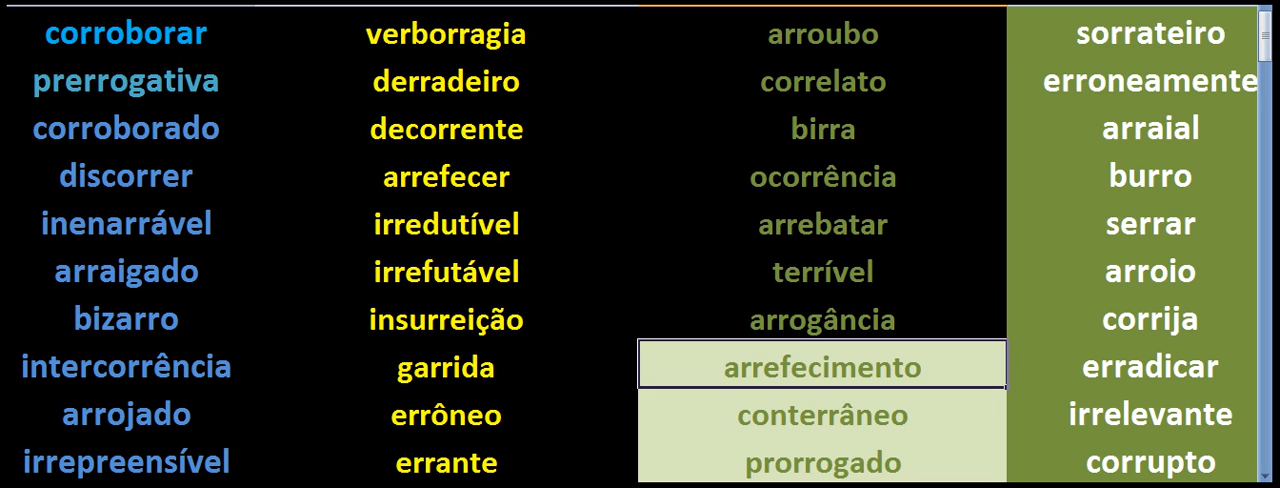 corroborar verborragia arroubo sorrateiro
prerrogativa derradeiro correlato erroneamente
corroborado decorrente birra arraial
discorrer arrefecer ocorrência burro
inenarrável irredutível arrebatar serrar
arraigado irrefutável terrível arroio
bizarro insurreição arrogância corrija
intercorrência garrida arrefecimento erradicar
arrojado errôneo conterrâneo irrelevante
irrepreensível errante prorrogado corrupto